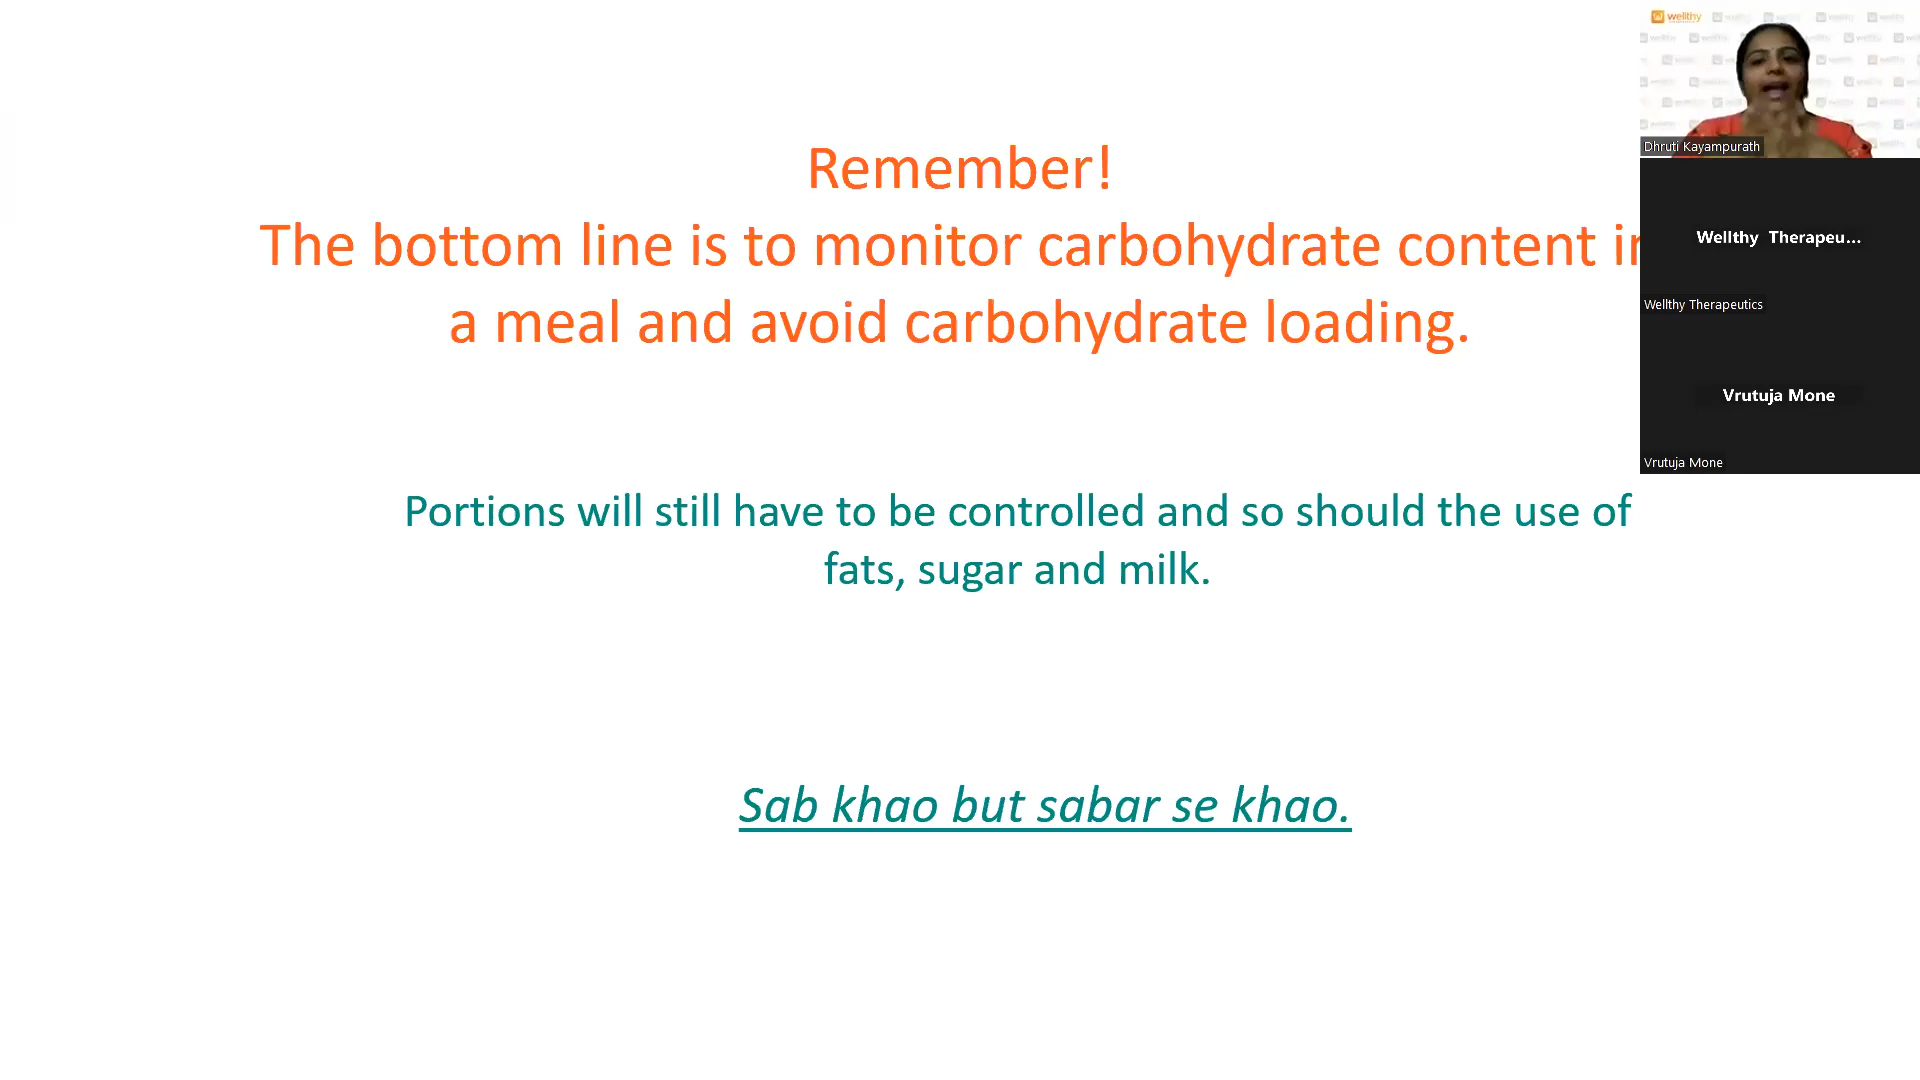 Remember!
The bottom line is to monitor carbohydrate content in
a meal and avoid carbohydrate loading.
Portions will still have to be controlled and so should the use of
fats, sugar and milk.
Sab khao but sabar se khao.
wellthy
Dhruti Kayampurath
Wellthy Therapeu...
Wellthy Therapeutics
Vrutuja Mone
Vrutuja Mone